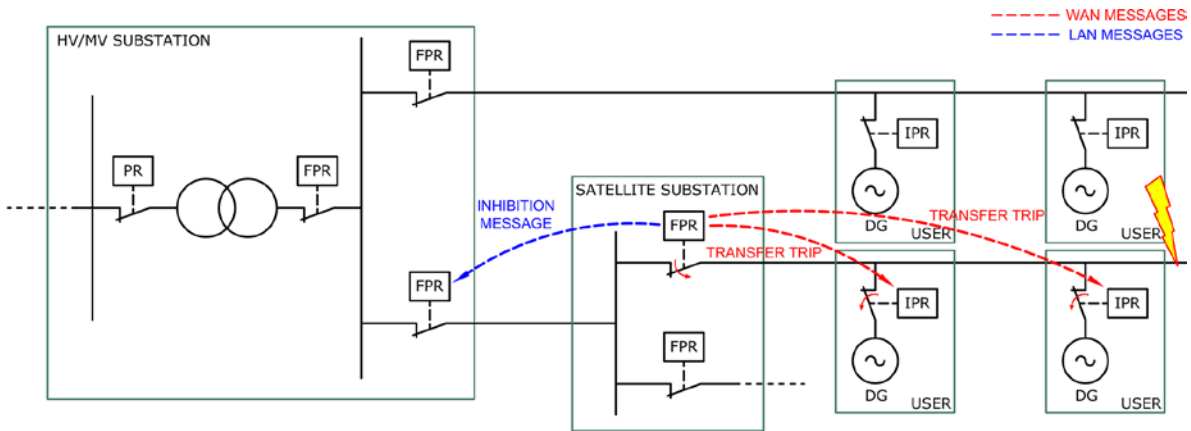 WAN MESSAGES
LAN MESSAGES
HV/MV SUBSTATION
FPR
PR
FPR
IPR
IPR
DG
USER
DG
USER
SATELLITE SUBSTATION
INHIBITION
MESSAGE
FPR
TRANSFER TRIP
TRANSFER TRIP
FPR
IPR
IPR
FPR
DG
USER
DG
USER